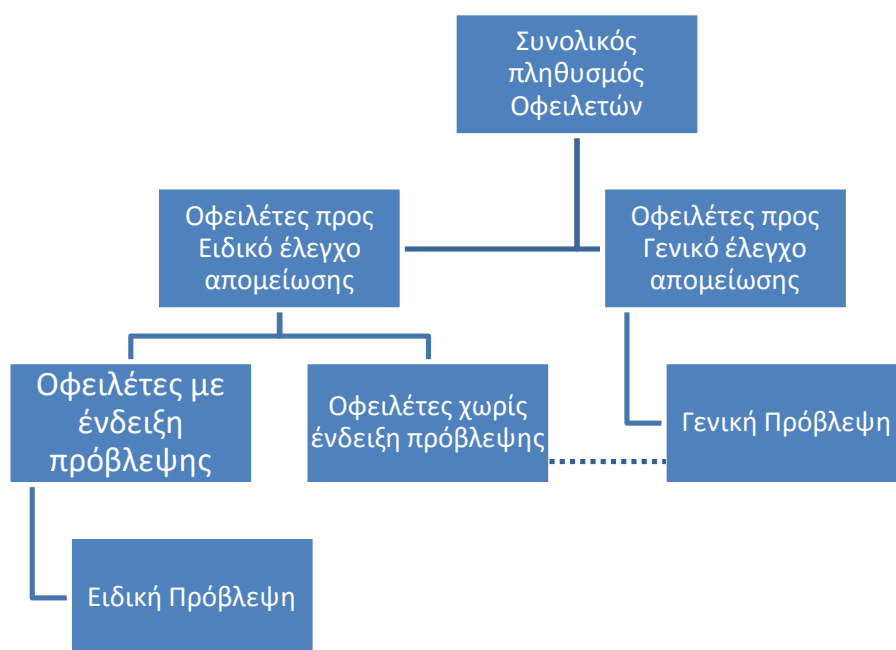 Συνολικός
πληθυσμός
Οφειλετών
Οφειλέτες προς
Ειδικό έλεγχο
απομείωσης
Οφειλέτες προς
Γενικό έλεγχο
απομείωσης
Οφειλέτες με
ένδειξη
πρόβλεψης
Οφειλέτες χωρίς
ένδειξη πρόβλεψης
Γενική Πρόβλεψη
Ειδική Πρόβλεψη